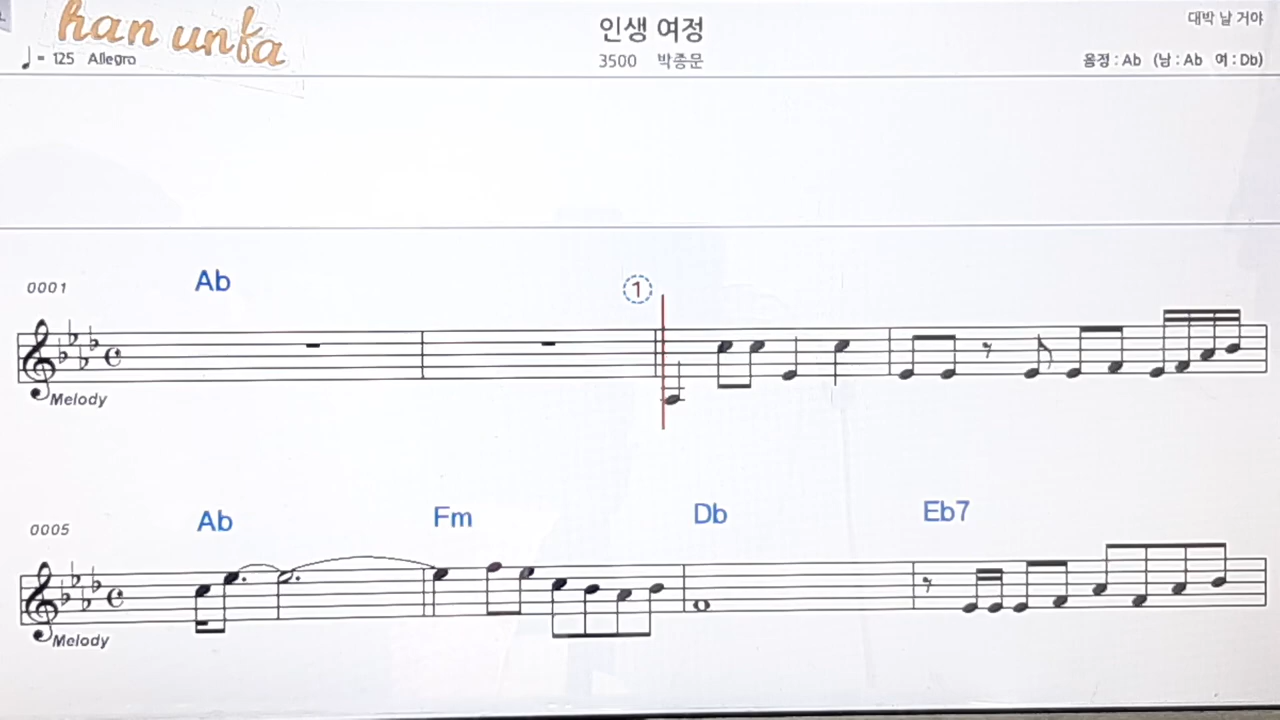 han unfa
인생 여정
대박 날 거야
♩ = 125 Allegro
3500 박종문
음정 : Ab (남 : Ab 여 : Db)
0001
Ab
1
Melody
0005
Ab Fm Db Eb7
Melody